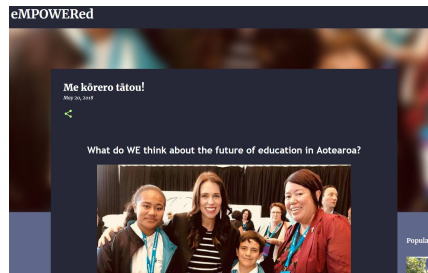 eMPOWERed
Me kōrero tātou!
May 20, 2018
What do WE think about the future of education in Aotearoa?
Popula